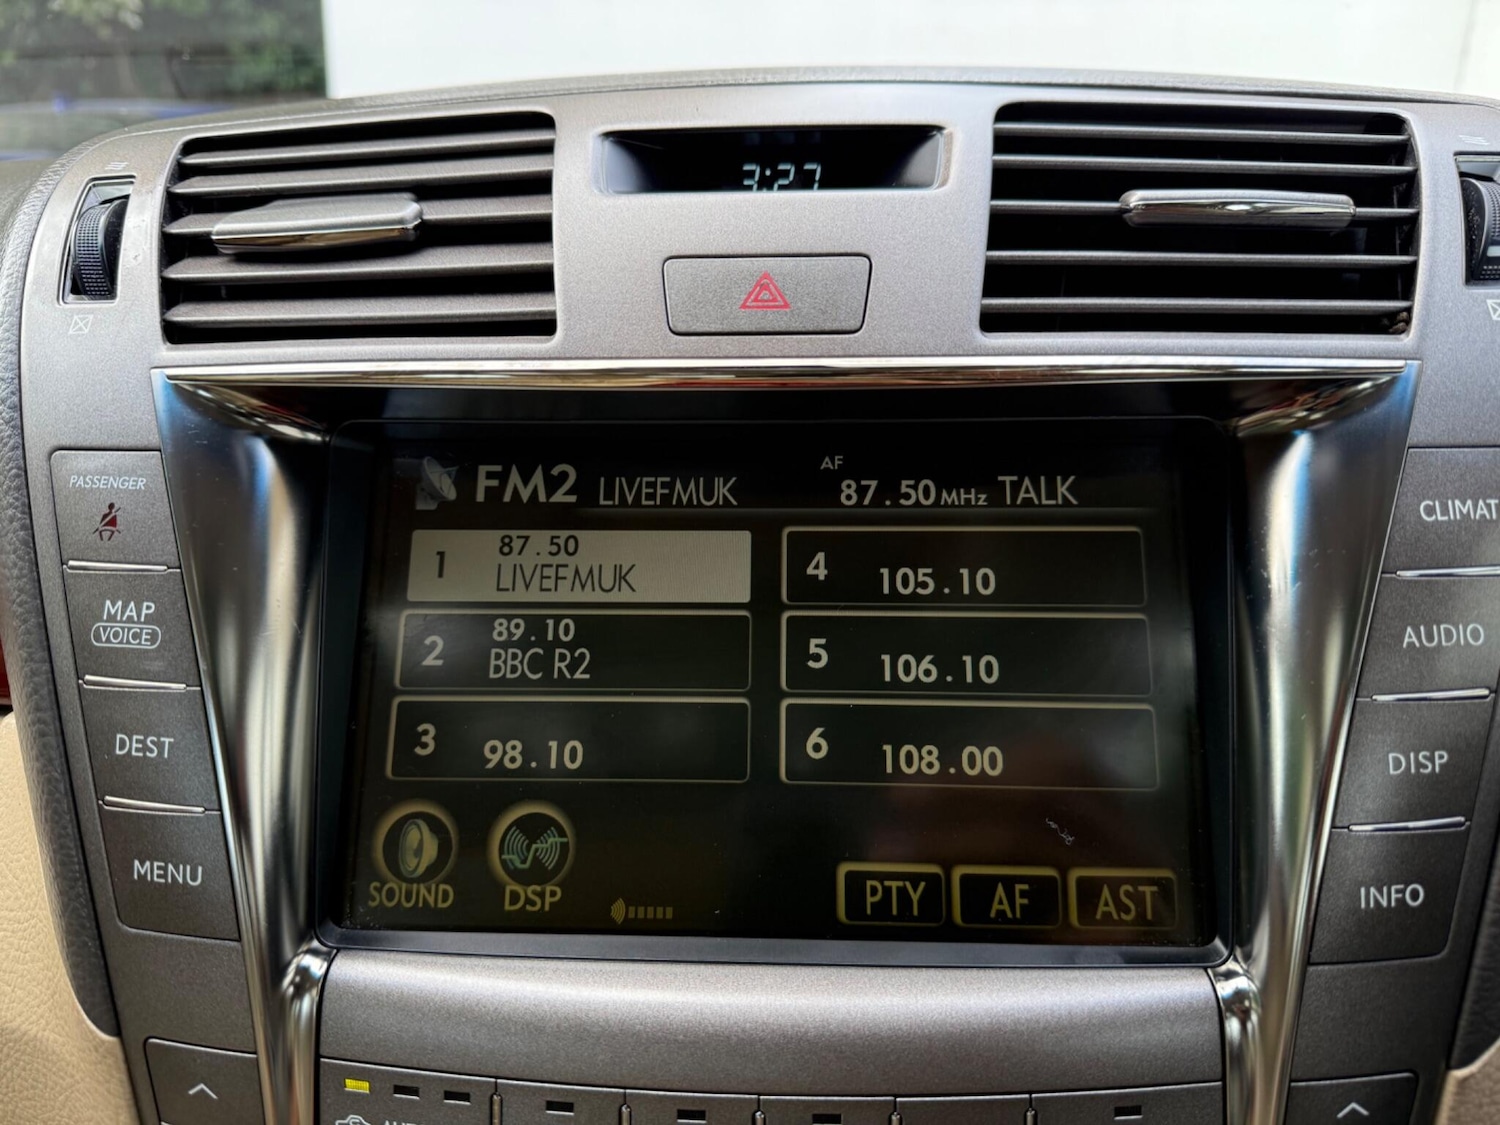 3:27
PASSENGER
MAP
VOICE
DEST
MENU
FM2 LIVEFMUK AF 87.50MHz TALK
1 87.50
LIVEFMUK
2 89.10
BBC R2
3 98.10
4 105.10
5 106.10
6 108.00
SOUND
DSP
PTY
AF
AST
CLIMAT
AUDIO
DISP
INFO